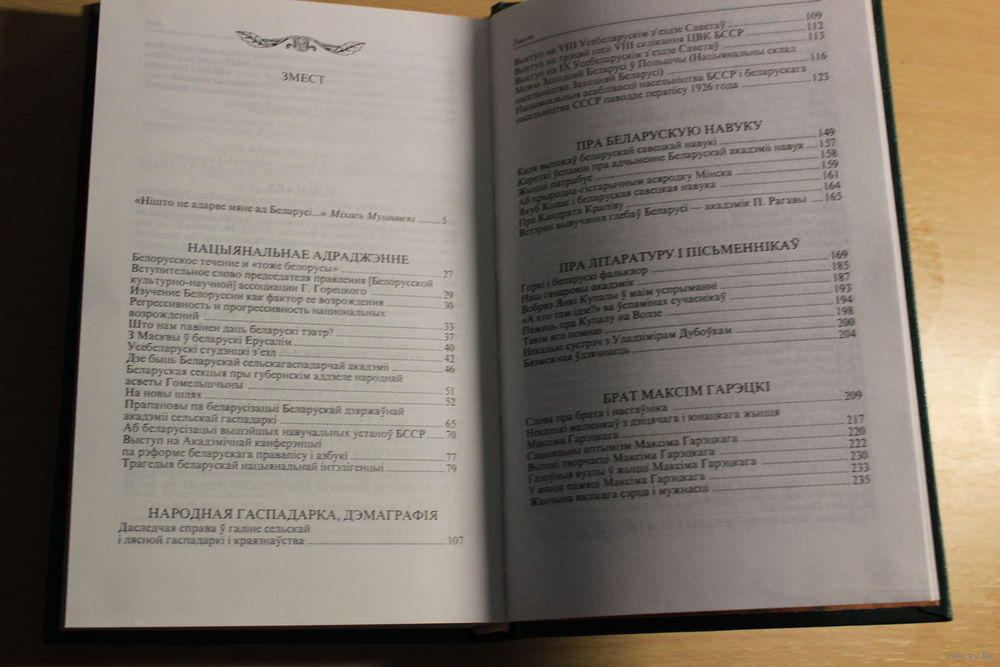 ЗМЕСТ
«Нішто не адарве мяне ад Беларусі...» Міхась Мушынскі 5
НАЦЫЯНАЛЬНАЕ АДРАДЖЭННЕ
Белорусское течение и «тоже белорусы» 27
Вступительное слово председателя правления [Белорусской
культурно-научной] ассоциации Г. Горецкого 29
Изучение Белоруссии как фактор ее возрождения 30
Регрессивность и прогрессивность национальных
возрождений 33
Што нам павінен даць беларускі тэатр? 37
З Масквы ў беларускі Ерусалім 40
Усебеларускі студэнцкі з'езд 42
Дзе быць Беларускай сельскагаспадарчай акадэміі 46
Беларуская секцыя пры губернскім аддзеле народнай
асветы Гомельшчыны 51
На новы шлях 52
Прапановы па беларусізацыі Беларускай дзяржаўнай
акадэміі сельскай гаспадаркі 65
Аб беларусізацыі вышэйшых навучальных устаноў БССР 70
Выступ на Акадэмічнай канферэнцыі
па рэформе беларускага правапісу і азбукі 77
Трагедыя беларускай нацыянальнай інтэлігенцыі 79
НАРОДНАЯ ГАСПАДАРКА, ДЭМАГРАФІЯ
Даследчая справа ў галіне сельскай
і лясной гаспадаркі і краязнаўства 107
Змест
Выступ на VIII Усебеларускім з'ездзе Саветаў 109
Выступ на трэцяй сесіі VIII склікання ЦВК БССР 112
Выступ на IX Усебеларускім з'ездзе Саветаў 113
Межы Заходняй Беларусі ў Польшчы (Нацыянальны склад
насельніцтва Заходняй Беларусі) 116
Нацыянальныя асаблівасці насельніцтва БССР і беларускага
насельніцтва СССР паводле перапісу 1926 года 123
ПРА БЕЛАРУСКУЮ НАВУКУ
Каля вытокаў беларускай савецкай навукі 149
Кароткі ўспамін пра адчыненне Беларускай акадэміі навук 157
Жыццё патрабуе 158
Аб прыродна-гістарычным асяродку Мінска 159
Якуб Колас і беларуская савецкая навука 161
Пра Кандрата Крапіву 164
Ветэран вывучэння глебаў Беларусі — акадэмік П. Рагавы 165
ПРА ЛІТАРАТУРУ І ПІСЬМЕННІКАЎ
Горкі і беларускі фальклор 169
Наш ганаровы акадэмік 185
Вобраз Янкі Купалы ў маім успрыманні 187
«А хто там ідзе?» ва ўспамінах сучаснікаў 193
Памяць пра Купалу на Волзе 194
Такім яго помню 198
Некалькі сустрэч з Уладзімірам Дубоўкам 200
Бязмежная ўдзячнасць 204
БРАТ МАКСІМ ГАРЭЦКІ
Слова пра брата і настаўніка 209
Некалькі малюнкаў з дзіцячага і юнацкага жыцця
Максіма Гарэцкага 217
Сацыяльны аптымізм Максіма Гарэцкага 220
Вытокі творчасці Максіма Гарэцкага 222
Галоўныя вузлы ў жыцці Максіма Гарэцкага 230
У вянок памяці Максіма Гарэцкага 233
Жанчына вялікага сэрца і мужнасці 235
www.ay.by